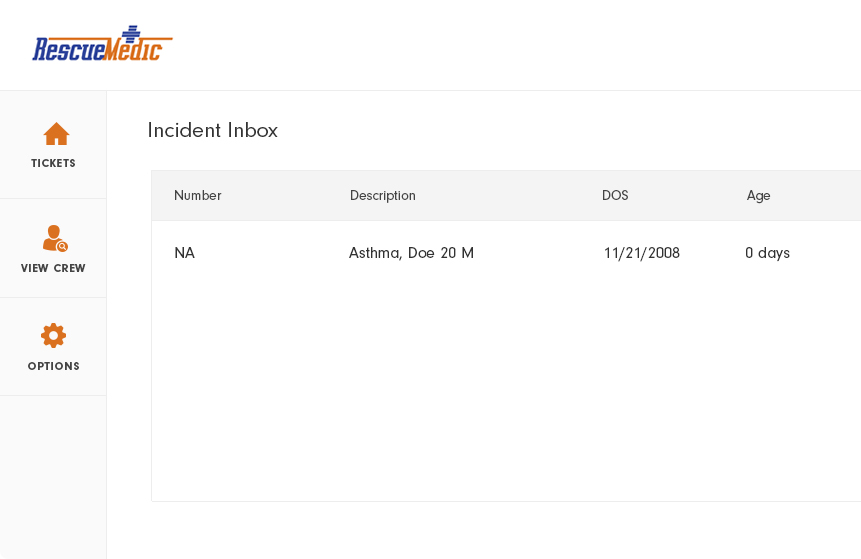 RescueMedic
TICKETS
VIEW CREW
OPTIONS
Incident Inbox
Number Description DOS Age
NA Asthma, Doe 20 M 11/21/2008 0 days